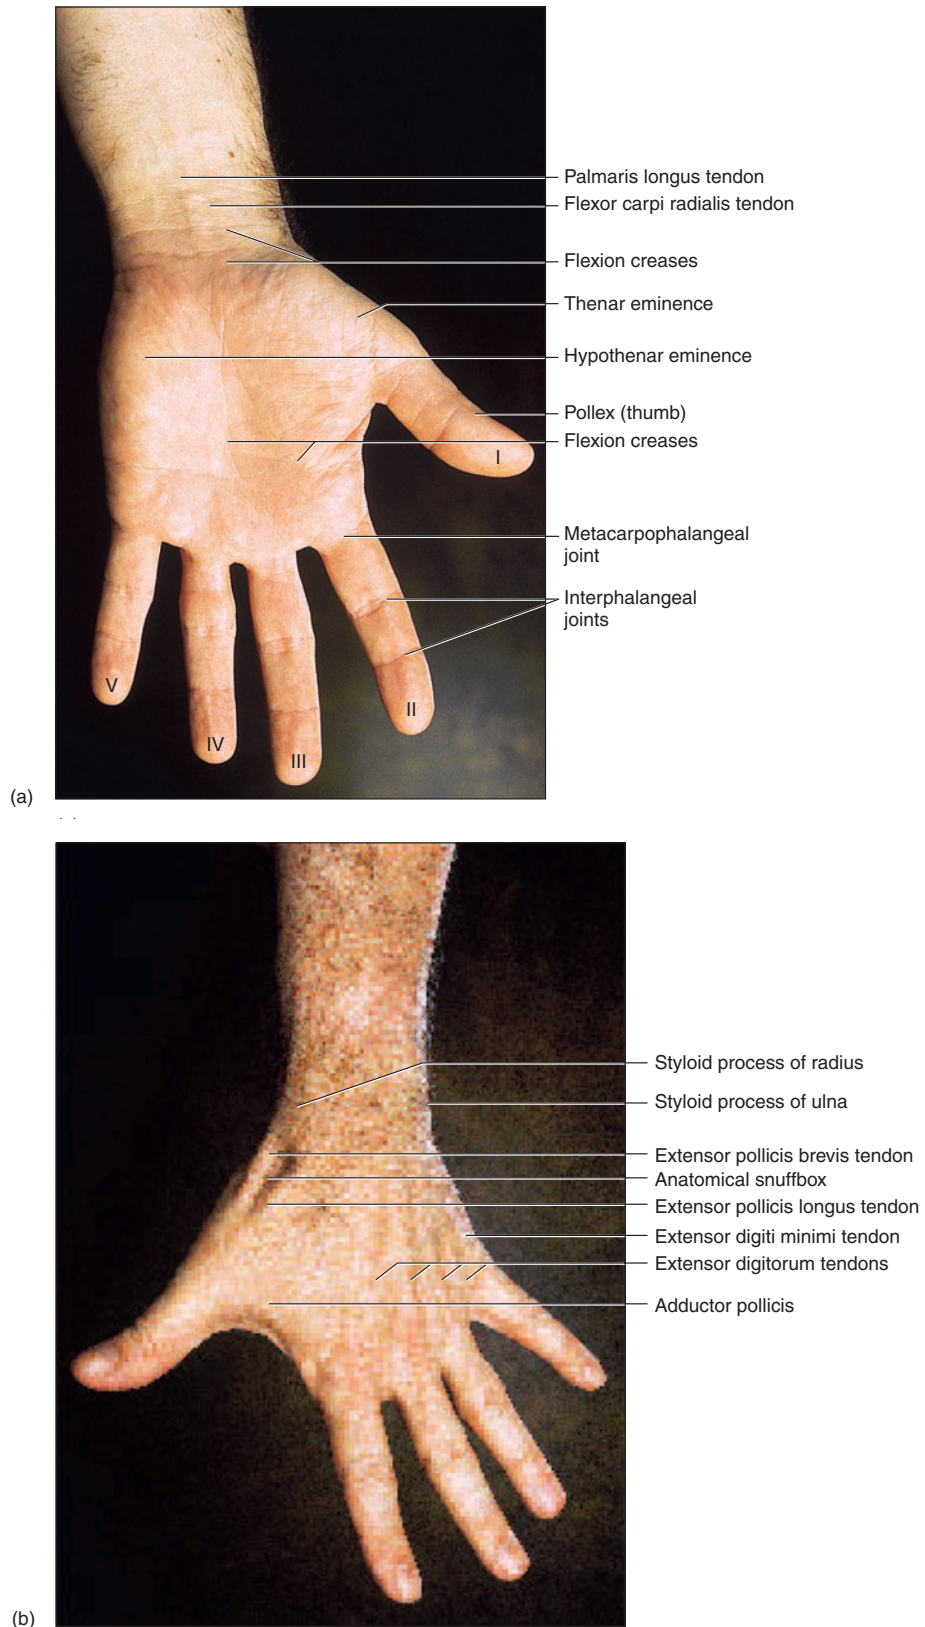 Palmaris longus tendon
Flexor carpi radialis tendon
Flexion creases
Thenar eminence
Hypothenar eminence
Pollex (thumb)
Flexion creases
I
Metacarpophalangeal
joint
Interphalangeal
joints
V
II
IV
III
(a)
Styloid process of radius
Styloid process of ulna
Extensor pollicis brevis tendon
Anatomical snuffbox
Extensor pollicis longus tendon
Extensor digiti minimi tendon
Extensor digitorum tendons
Adductor pollicis
(b)